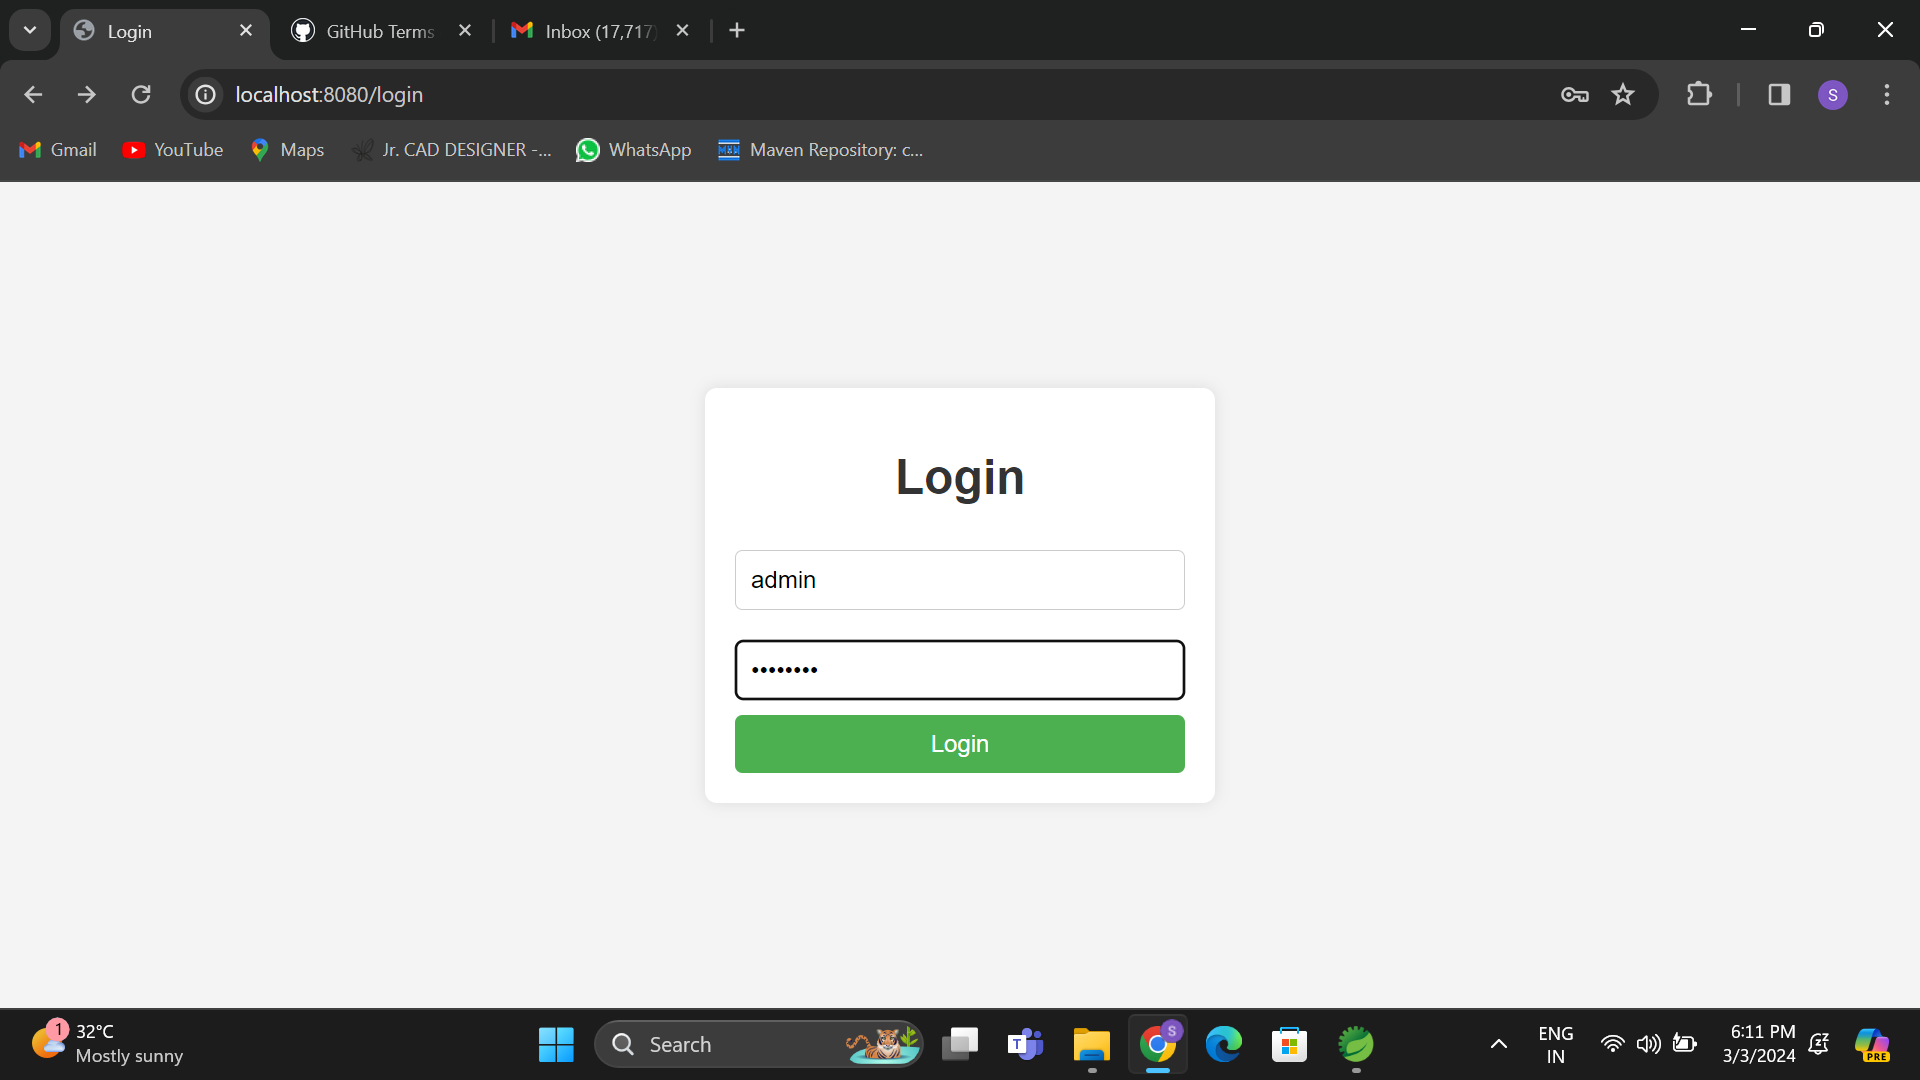 Login
GitHub Terms
Inbox (17,717)
localhost:8080/login
S
Gmail
YouTube
Maps
Jr. CAD DESIGNER -...
WhatsApp
Maven Repository: c...
Login
admin
••••••••
Login
1
32°C
Mostly sunny
Search
T
S
ENG
IN
6:11 PM
3/3/2024
PRE